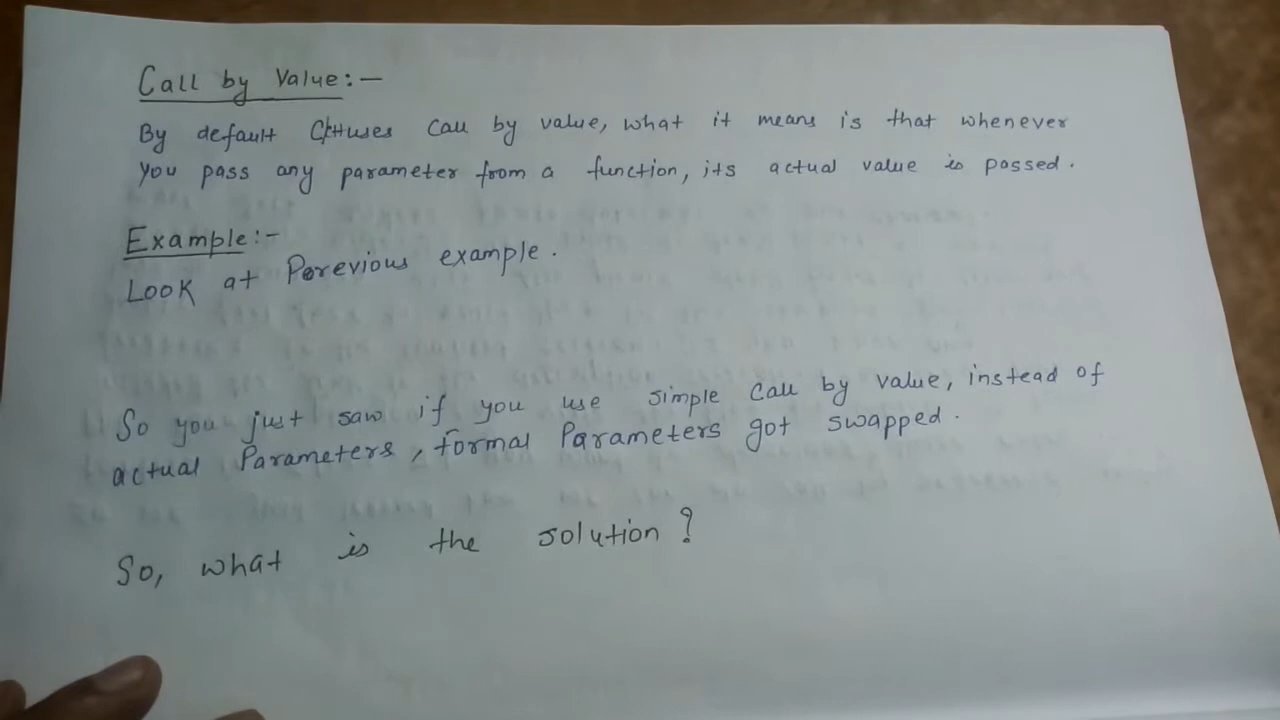 Call by Value:-
By default C++ uses call by value, what it means is that whenever
you pass any parameter from a function, its actual value is passed.
Example:-
Look at Porevious example.
So you just saw if you use simple call by value, instead of
actual Parameters, formal Parameters got swapped.
So, what is the solution?